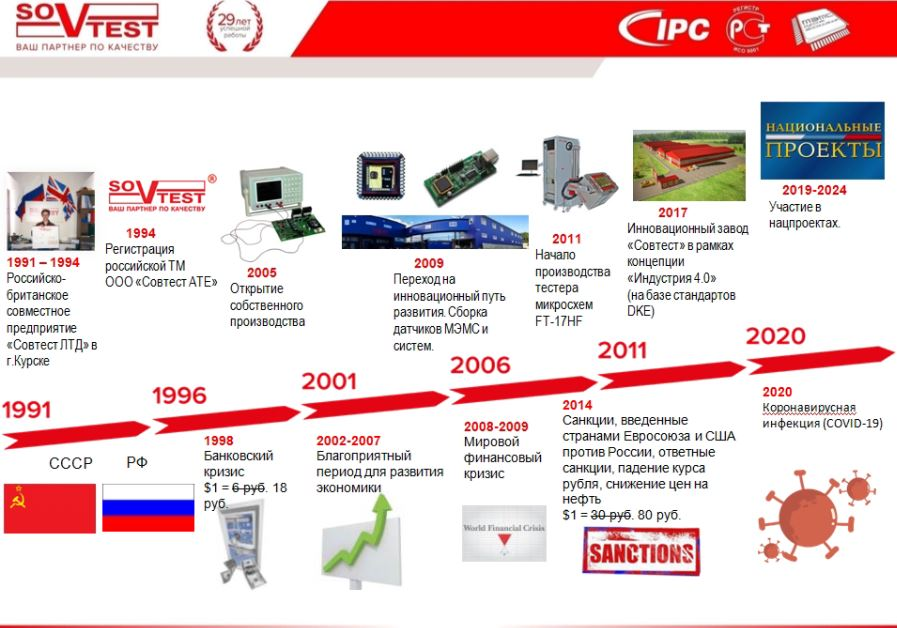 SOVTEST
ВАШ ПАРТНЕР ПО КАЧЕСТВУ
29 лет
успешной
работы
IPC
РЕГИСТР
РСТ
ИСО 9001
НАЦИОНАЛЬНЫЕ
ПРОЕКТЫ
SOVTEST®
ВАШ ПАРТНЕР ПО КАЧЕСТВУ
1991 – 1994
Российско-
британское
совместное
предприятие
«Совтест ЛТД» в
г.Курске
1994
Регистрация
российской ТМ
ООО «Совтест АТЕ»
2005
Открытие
собственного
производства
2009
Переход на
инновационный путь
развития. Сборка
датчиков МЭМС и
систем.
2011
Начало
производства
тестера
микросхем
FT-17HF
2017
Инновационный завод
«Совтест» в рамках
концепции
«Индустрия 4.0»
(на базе стандартов
DKE)
2019-2024
Участие в
нацпроектах.
1991
1996
2001
2006
2011
2020
СССР
РФ
1998
Банковский
кризис
$1 = 6 руб. 18
руб.
2002-2007
Благоприятный
период для развития
экономики
2008-2009
Мировой
финансовый
кризис
World Financial Crisis
2014
Санкции, введенные
странами Евросоюза и США
против России, ответные
санкции, падение курса
рубля, снижение цен на
нефть
$1 = 30 руб. 80 руб.
SANCTIONS
2020
Коронавирусная
инфекция (COVID-19)